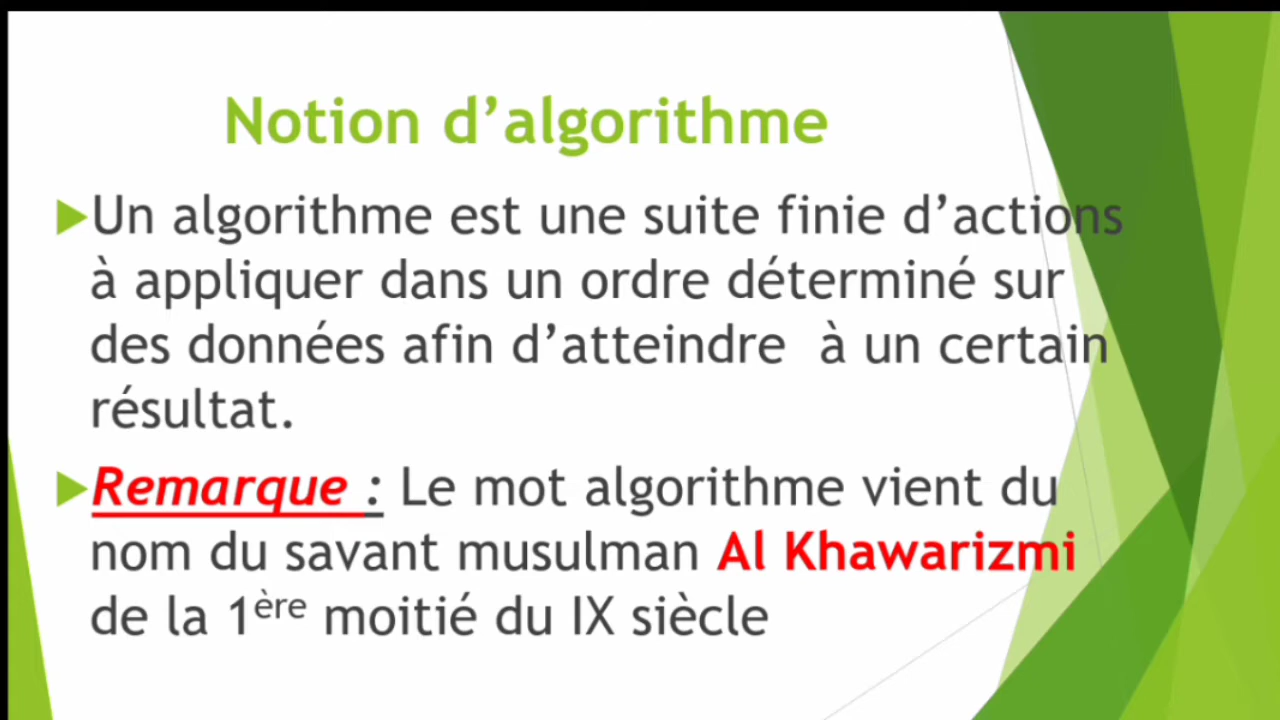 Notion d’algorithme
Un algorithme est une suite finie d’actions
à appliquer dans un ordre déterminé sur
des données afin d’atteindre à un certain
résultat.
Remarque : Le mot algorithme vient du
nom du savant musulman Al Khawarizmi
de la 1ère moitié du IX siècle